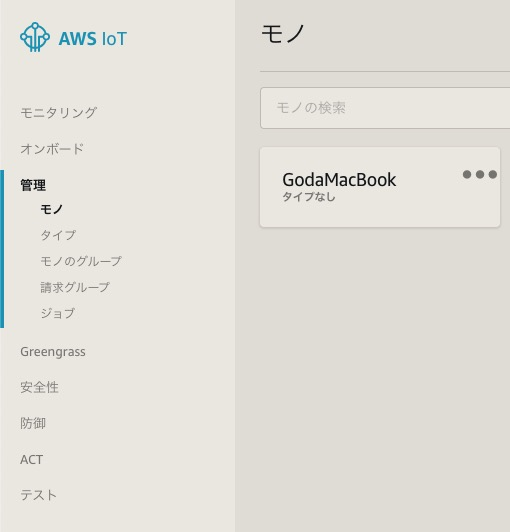 AWS IoT
モニタリング
オンボード
管理
モノ
タイプ
モノのグループ
請求グループ
ジョブ
Greengrass
安全性
防御
ACT
テスト
モノ
モノの検索
GodaMacBook
タイプなし